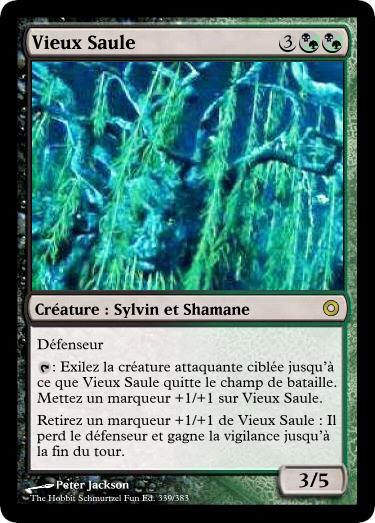 Vieux Saule 3
Créature : Sylvin et Shamane
Défenseur
: Exilez la créature attaquante ciblée jusqu'à
ce que Vieux Saule quitte le champ de bataille.
Mettez un marqueur +1/+1 sur Vieux Saule.
Retirez un marqueur +1/+1 de Vieux Saule : Il
perd le défenseur et gagne la vigilance jusqu'à
la fin du tour.
3/5
Peter Jackson
The Hobbit Schmurtzel Fun Ed. 339/383